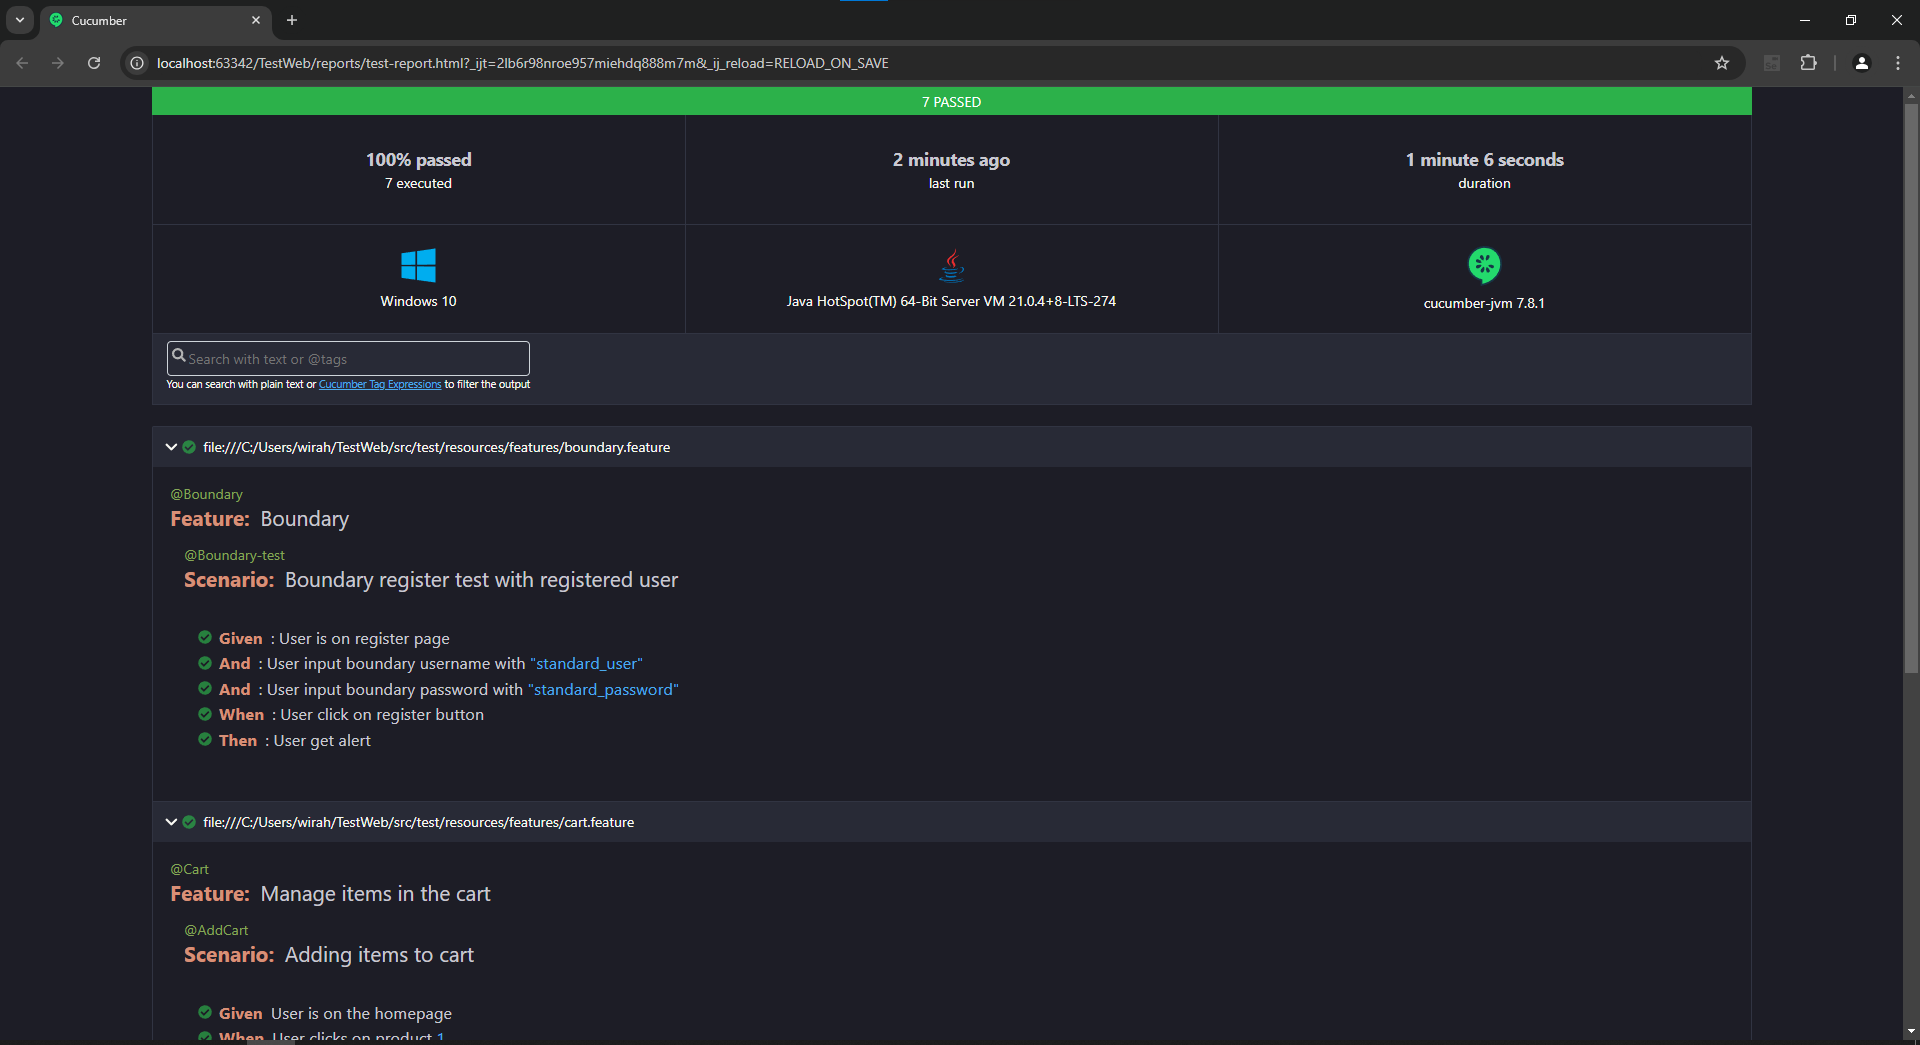 Cucumber
localhost:63342/TestWeb/reports/test-report.html?_ijt=2lb6r98nroe957miehdq888m7m&_ij_reload=RELOAD_ON_SAVE
7 PASSED
100% passed
7 executed
2 minutes ago
last run
1 minute 6 seconds
duration
Windows 10
Java HotSpot(TM) 64-Bit Server VM 21.0.4+8-LTS-274
cucumber-jvm 7.8.1
Search with text or @tags
You can search with plain text or Cucumber Tag Expressions to filter the output
file:///C:/Users/wirah/TestWeb/src/test/resources/features/boundary.feature
@Boundary
Feature: Boundary
@Boundary-test
Scenario: Boundary register test with registered user
Given : User is on register page
And : User input boundary username with "standard_user"
And : User input boundary password with "standard_password"
When : User click on register button
Then : User get alert
file:///C:/Users/wirah/TestWeb/src/test/resources/features/cart.feature
@Cart
Feature: Manage items in the cart
@AddCart
Scenario: Adding items to cart
Given User is on the homepage
When User clicks on product 1